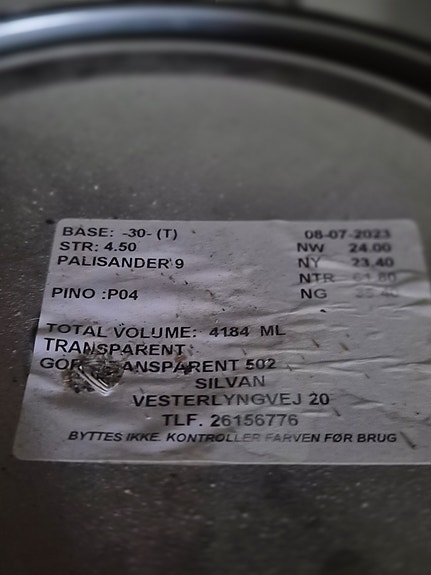 BASE: -30- (T) 08-07-2023
STR: 4.50 NW 24.00
PALISANDER 9 NY 23.40
NTR
PINO :P04 NG
TOTAL VOLUME: 4184 ML
TRANSPARENT
502
SILVAN
VESTERLYNGVEJ 20
TLF. 26156776
BYTTES IKKE. KONTROLLER FARVEN FØR BRUG